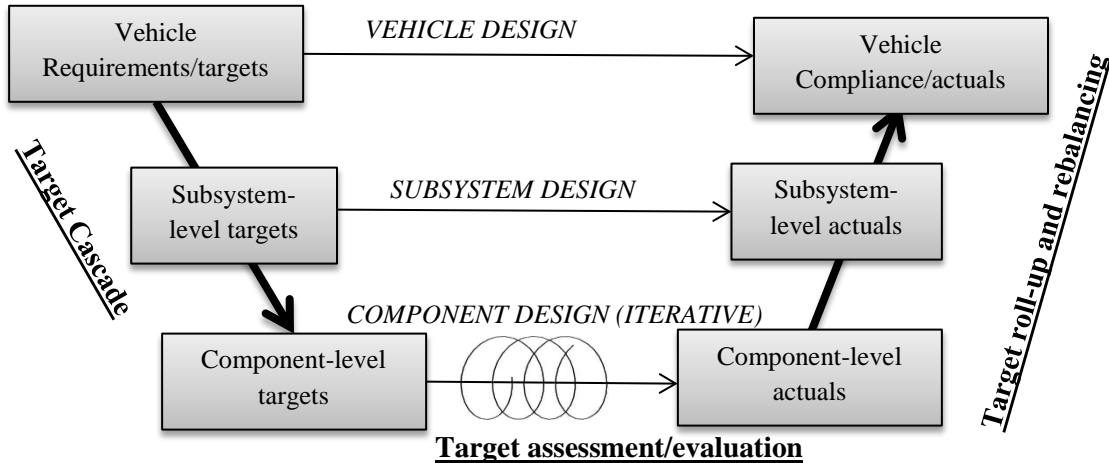 Vehicle
Requirements/targets
VEHICLE DESIGN
Vehicle
Compliance/actuals
Target Cascade
Subsystem-
level targets
SUBSYSTEM DESIGN
Subsystem-
level actuals
Target roll-up and rebalancing
COMPONENT DESIGN (ITERATIVE)
Component-level
targets
Component-level
actuals
Target assessment/evaluation